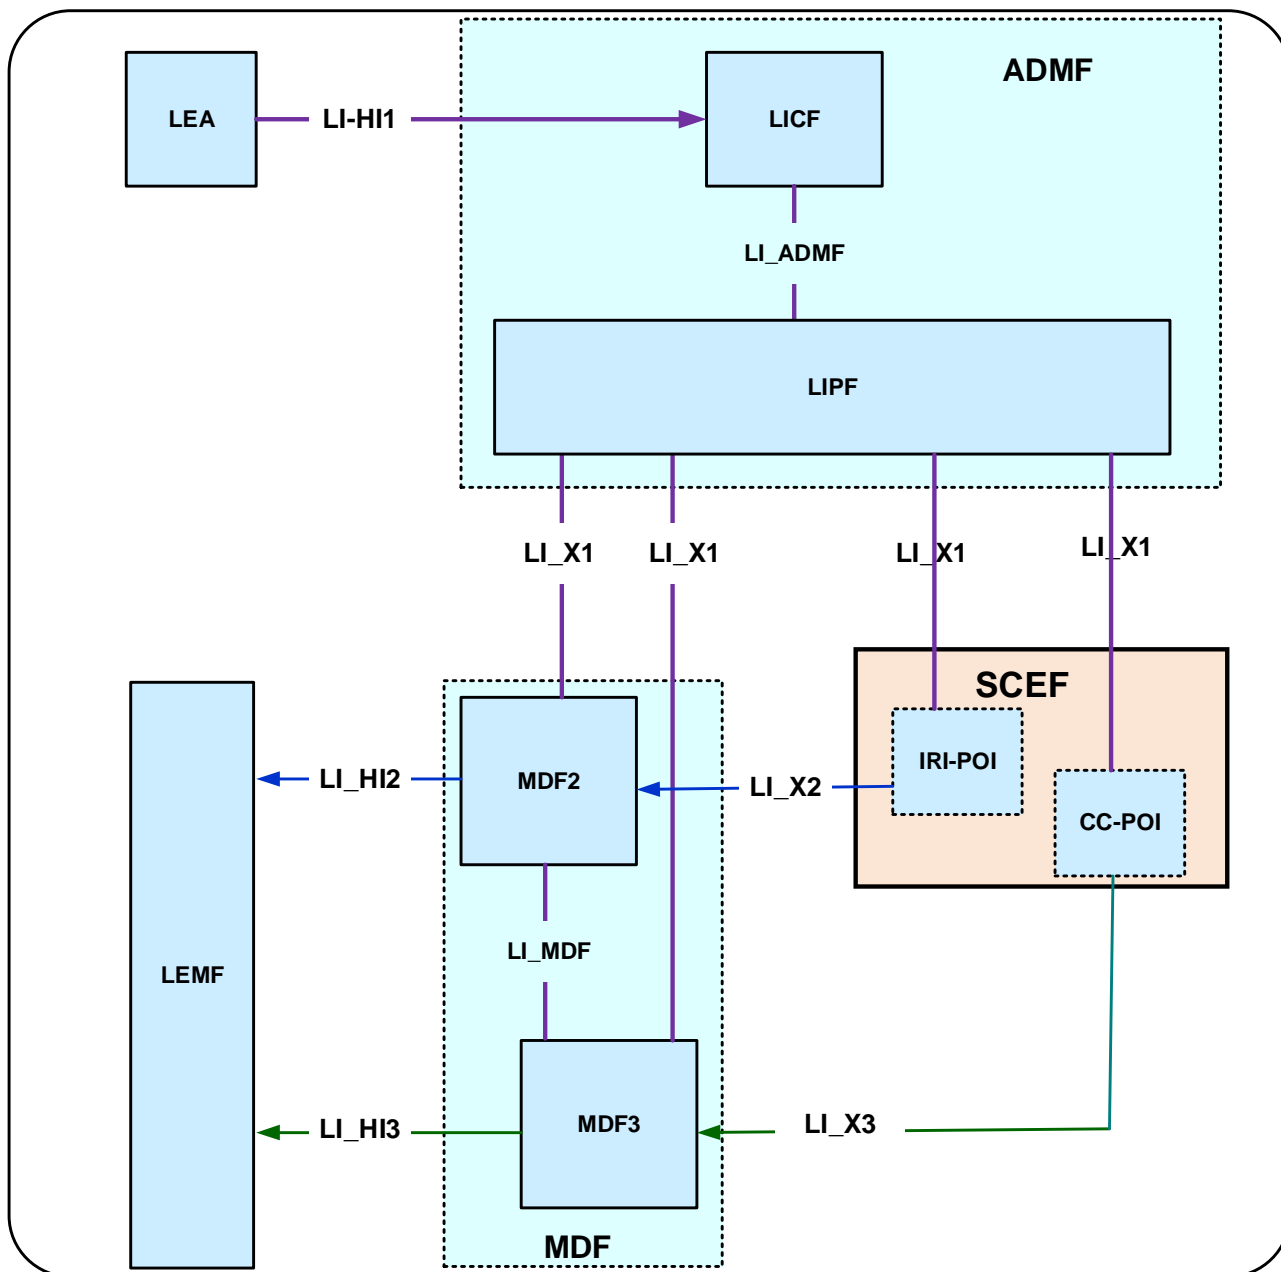 ADMF
LEA
LI-HI1
LICF
LI_ADMF
LIPF
LI_X1
LI_X1
LI_X1
LI_X1
SCEF
IRI-POI
MDF2
LI_HI2
LI_X2
CC-POI
LI_MDF
LEMF
MDF3
LI_HI3
LI_X3
MDF